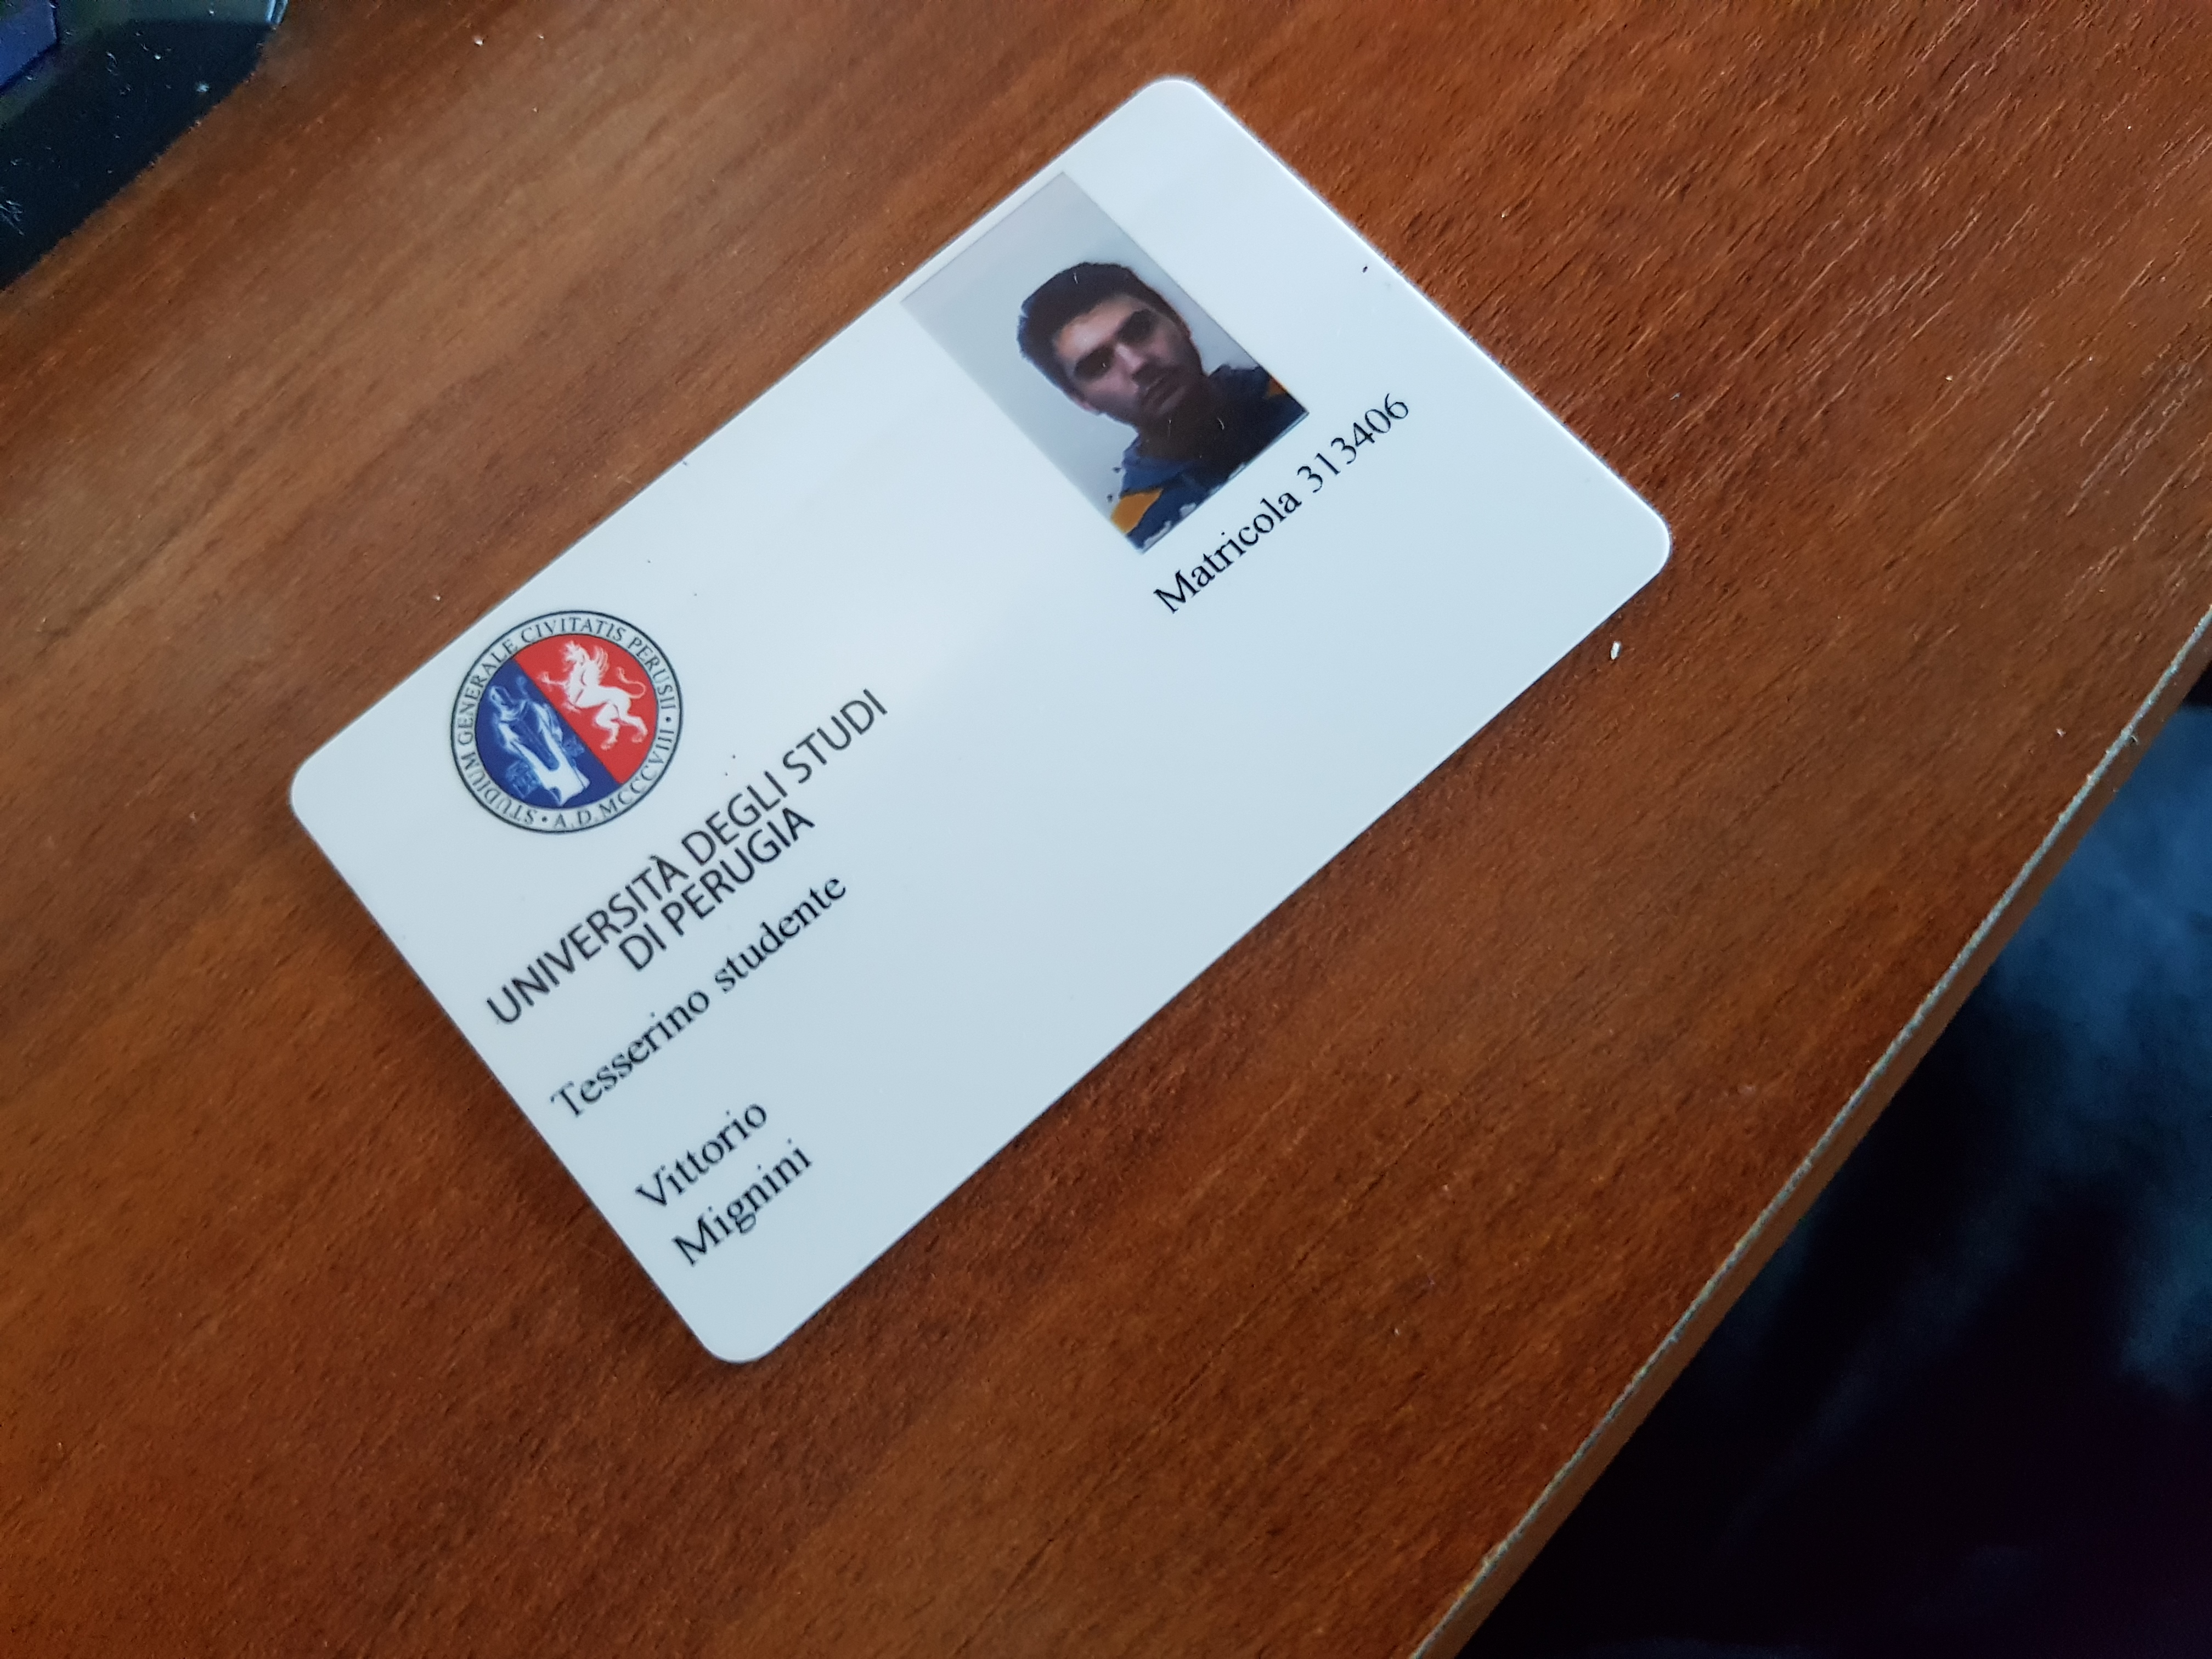 STUDIUM GENERALE CIVITATIS PERUSII • A.D. MCCCVIII •
UNIVERSITÀ DEGLI STUDI
DI PERUGIA
Tesserino studente
Vittorio
Mignini
Matricola 313406